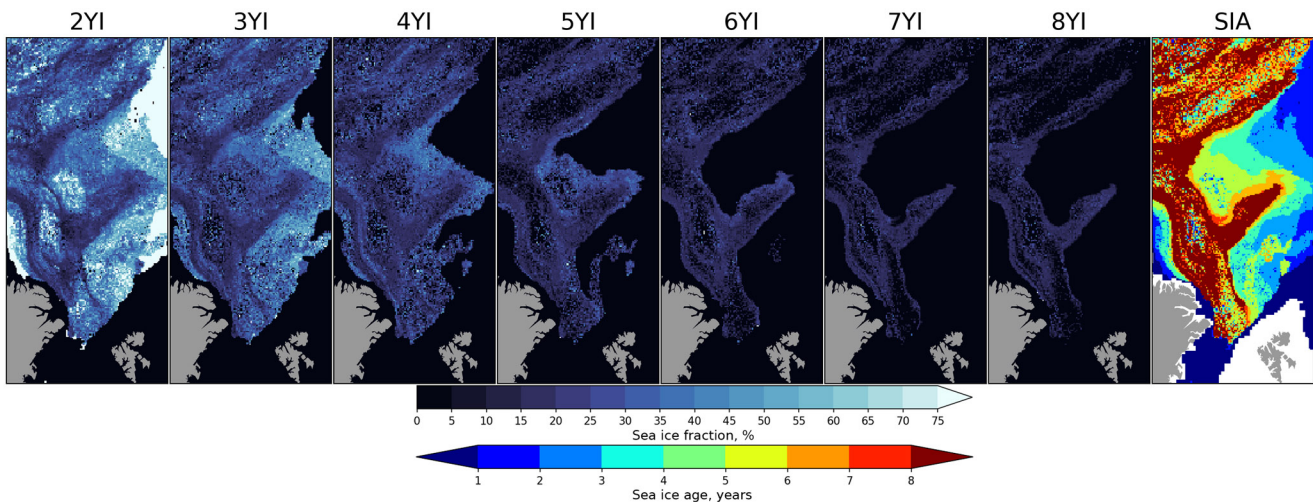 2YI 3YI 4YI 5YI 6YI 7YI 8YI SIA
0 5 10 15 20 25 30 35 40 45 50 55 60 65 70 75
Sea ice fraction, %
1 2 3 4 5 6 7 8
Sea ice age, years